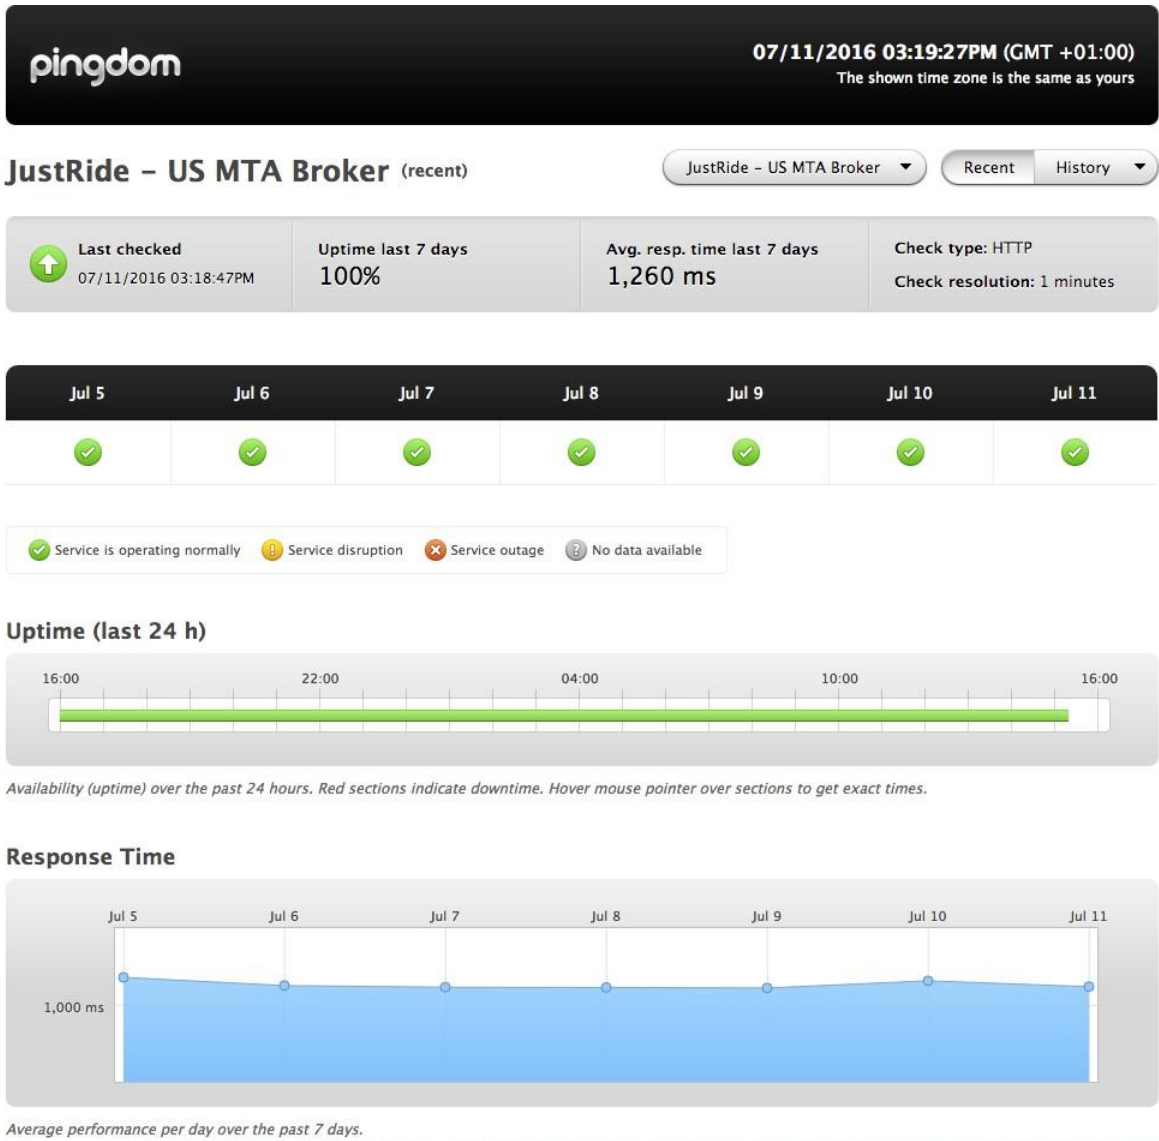 pingdom
07/11/2016 03:19:27PM (GMT +01:00)
The shown time zone is the same as yours
JustRide – US MTA Broker (recent)
JustRide – US MTA Broker
Recent
History
Last checked
07/11/2016 03:18:47PM
Uptime last 7 days
100%
Avg. resp. time last 7 days
1,260 ms
Check type: HTTP
Check resolution: 1 minutes
Jul 5 Jul 6 Jul 7 Jul 8 Jul 9 Jul 10 Jul 11
Service is operating normally Service disruption Service outage No data available
Uptime (last 24 h)
16:00 22:00 04:00 10:00 16:00
Availability (uptime) over the past 24 hours. Red sections indicate downtime. Hover mouse pointer over sections to get exact times.
Response Time
Jul 5 Jul 6 Jul 7 Jul 8 Jul 9 Jul 10 Jul 11
1,000 ms
Average performance per day over the past 7 days.